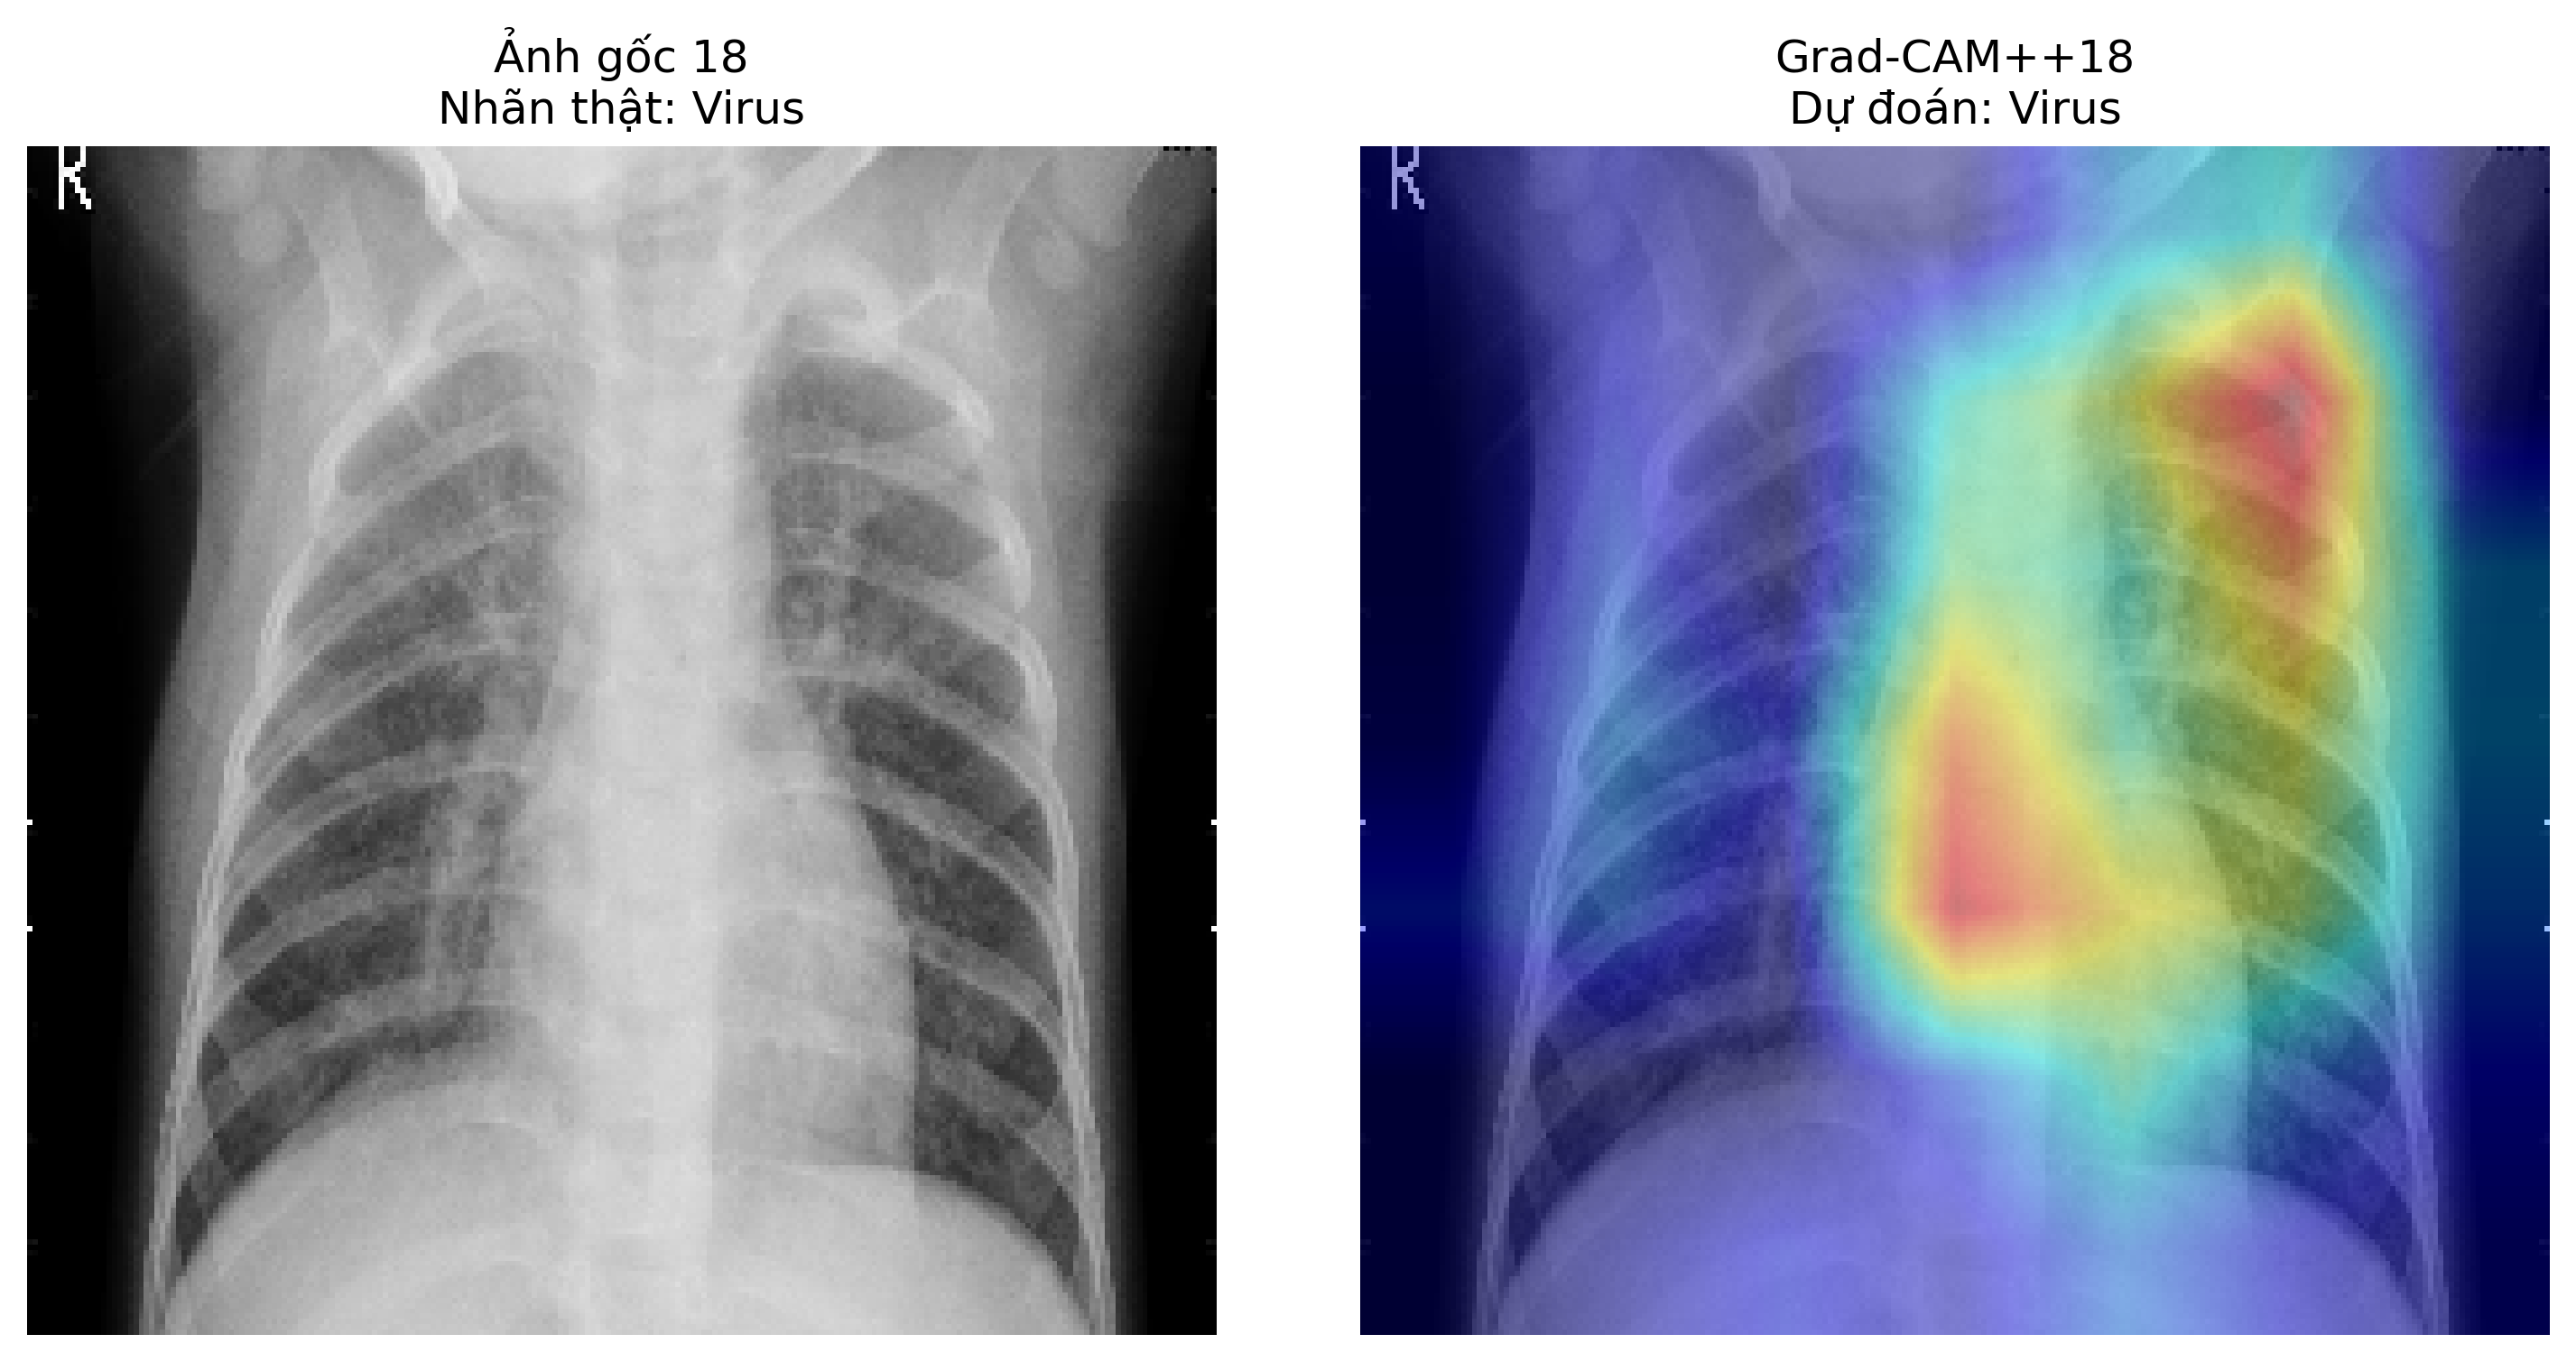 Ảnh gốc 18
Nhãn thật: Virus
R
Grad-CAM++18
Dự đoán: Virus
R